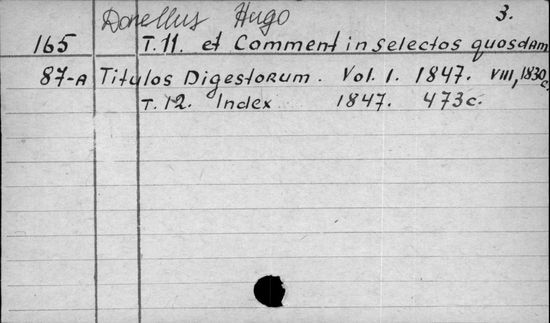 Donellus Hugo 3.
165 T. 11. et Comment in selectos quosdam
87-A Titulos Digestorum. Vol. 1. 1847. VIII, 1830 c.
T. 12. Index 1847. 473 c.